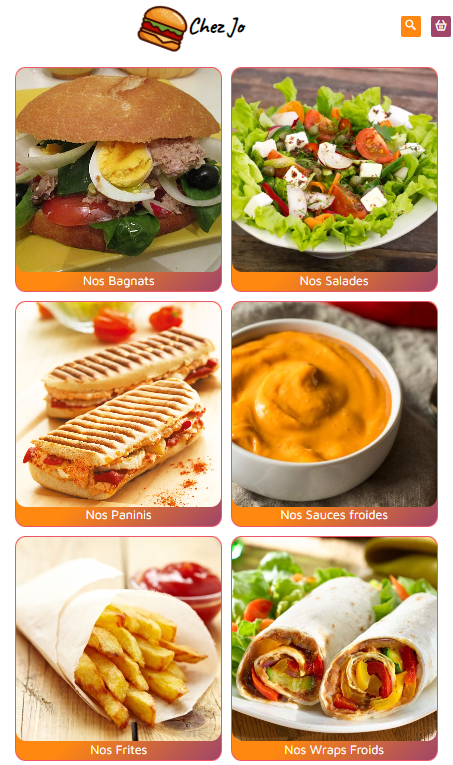 Chez Jo
Nos Bagnats
Nos Salades
Nos Paninis
Nos Sauces froides
Nos Frites
Nos Wraps Froids